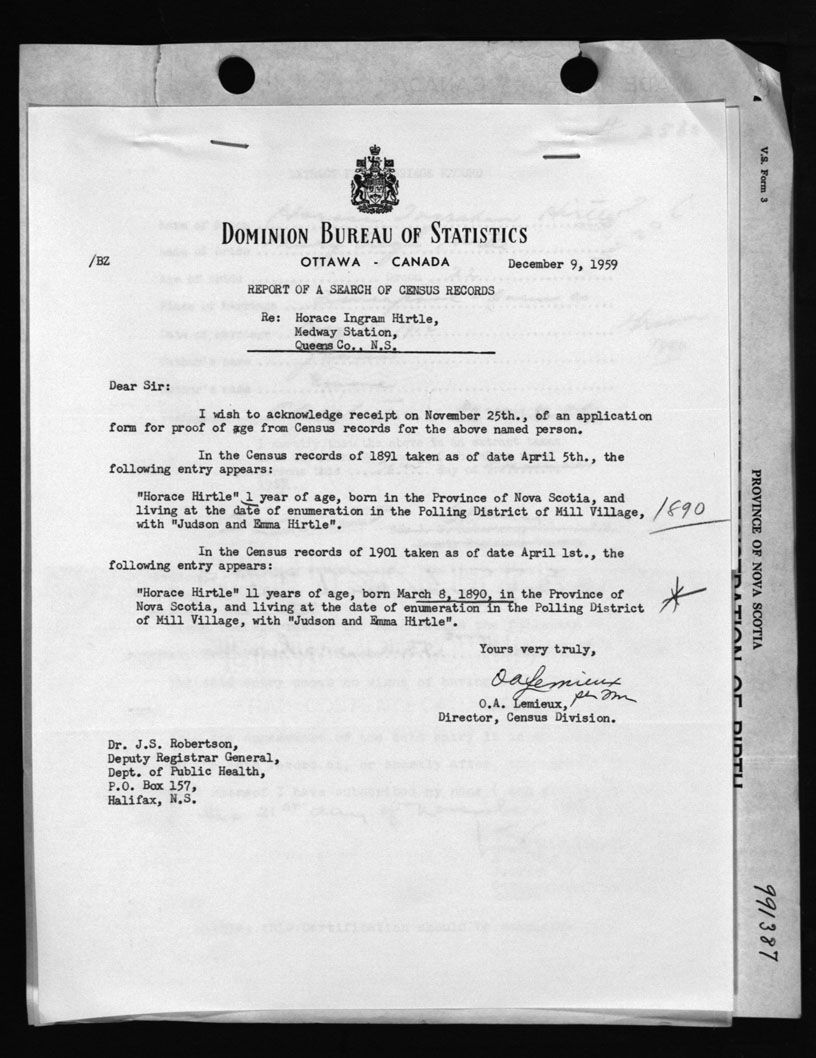 DOMINION BUREAU OF STATISTICS
/BZ
OTTAWA - CANADA
December 9, 1959
REPORT OF A SEARCH OF CENSUS RECORDS
Re: Horace Ingram Hirtle,
Medway Station,
Queens Co., N.S.
Dear Sir:
I wish to acknowledge receipt on November 25th., of an application
form for proof of age from Census records for the above named person.
In the Census records of 1891 taken as of date April 5th., the
following entry appears:
"Horace Hirtle" 1 year of age, born in the Province of Nova Scotia, and
living at the date of enumeration in the Polling District of Mill Village,
with "Judson and Emma Hirtle".
1890
In the Census records of 1901 taken as of date April 1st., the
following entry appears:
"Horace Hirtle" 11 years of age, born March 8, 1890, in the Province of
Nova Scotia, and living at the date of enumeration in the Polling District
of Mill Village, with "Judson and Emma Hirtle".
*
Yours very truly,
OA Lemieux
per
O.A. Lemieux,
Director, Census Division.
Dr. J.S. Robertson,
Deputy Registrar General,
Dept. of Public Health,
P.O. Box 157,
Halifax, N.S.
V.S. Form 3
PROVINCE OF NOVA SCOTIA
OF BIRTH
991387